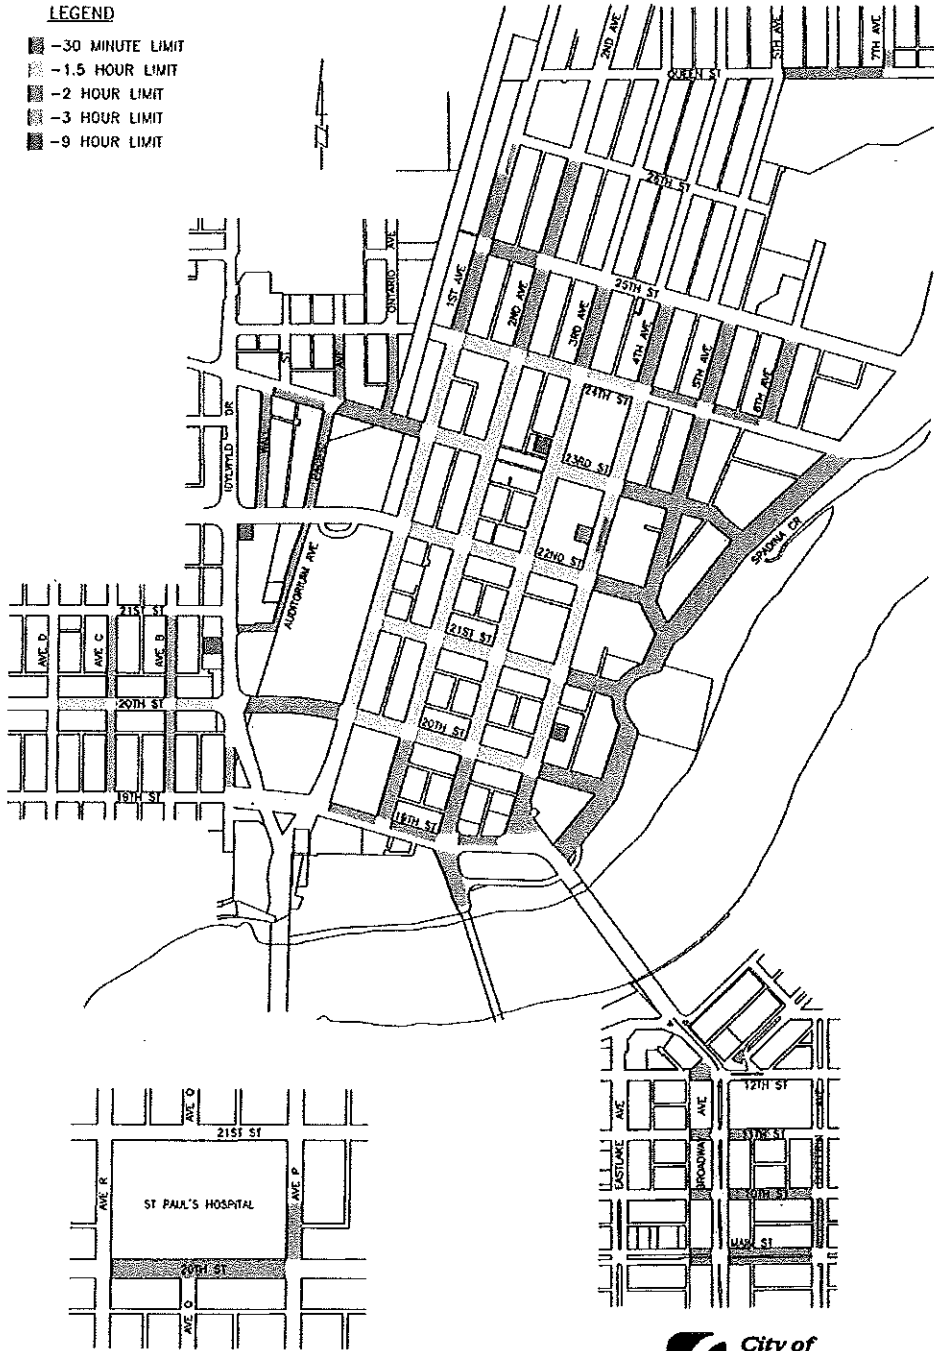 LEGEND
-30 MINUTE LIMIT
-1.5 HOUR LIMIT
-2 HOUR LIMIT
-3 HOUR LIMIT
-9 HOUR LIMIT
N
2ND AVE
5TH AVE
7TH AVE
QUEEN ST
26TH ST
ONTARIO AVE
1ST AVE
25TH ST
2ND AVE
3RD AVE
4TH AVE
5TH AVE
6TH AVE
ST
AVE
24TH ST
IDYLWYLD DR
PACIFIC
23RD ST
SPADINA CR
22ND ST
AUDITORIUM AVE
21ST ST
AVE D
AVE C
AVE B
21ST ST
20TH ST
20TH ST
19TH ST
19TH ST
12TH ST
EASTLAKE AVE
BROADWA AVE
11TH ST
10TH ST
MAIN ST
AVE O
21ST ST
AVE R
AVE P
ST PAUL'S HOSPITAL
20TH ST
AVE O
City of